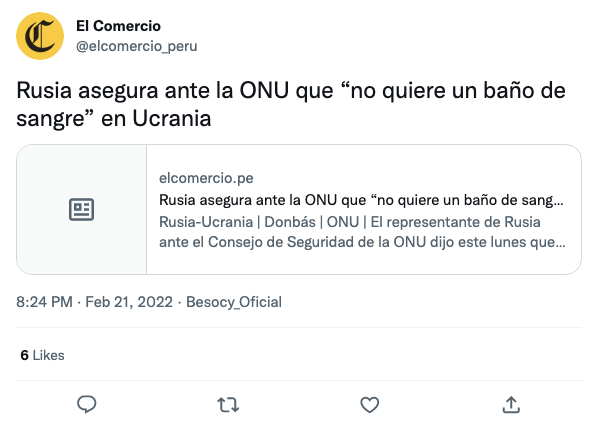 El Comercio
@elcomercio_peru
Rusia asegura ante la ONU que “no quiere un baño de
sangre” en Ucrania
elcomercio.pe
Rusia asegura ante la ONU que “no quiere un baño de sang...
Rusia-Ucrania | Donbás | ONU | El representante de Rusia
ante el Consejo de Seguridad de la ONU dijo este lunes que...
8:24 PM · Feb 21, 2022 · Besocy_Oficial
6 Likes